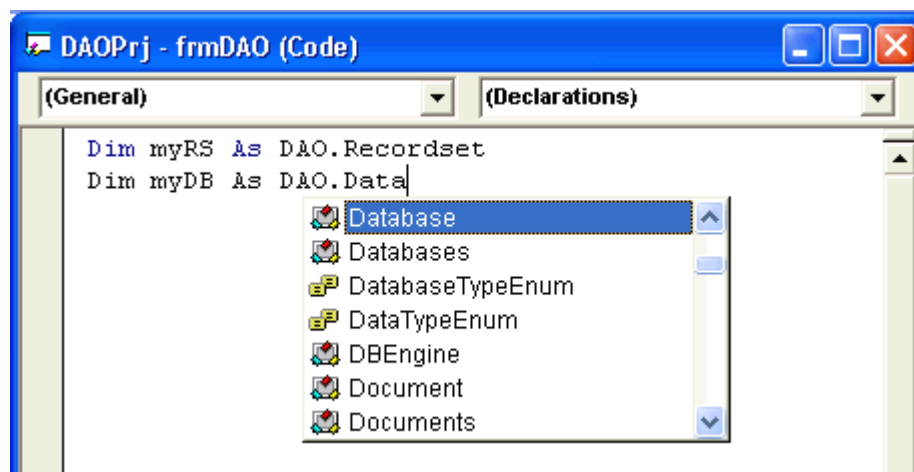 DAOPrj - frmDAO (Code)
(General) (Declarations)
Dim myRS As DAO.Recordset
Dim myDB As DAO.Data
Database
Databases
DatabaseTypeEnum
DataTypeEnum
DBEngine
Document
Documents